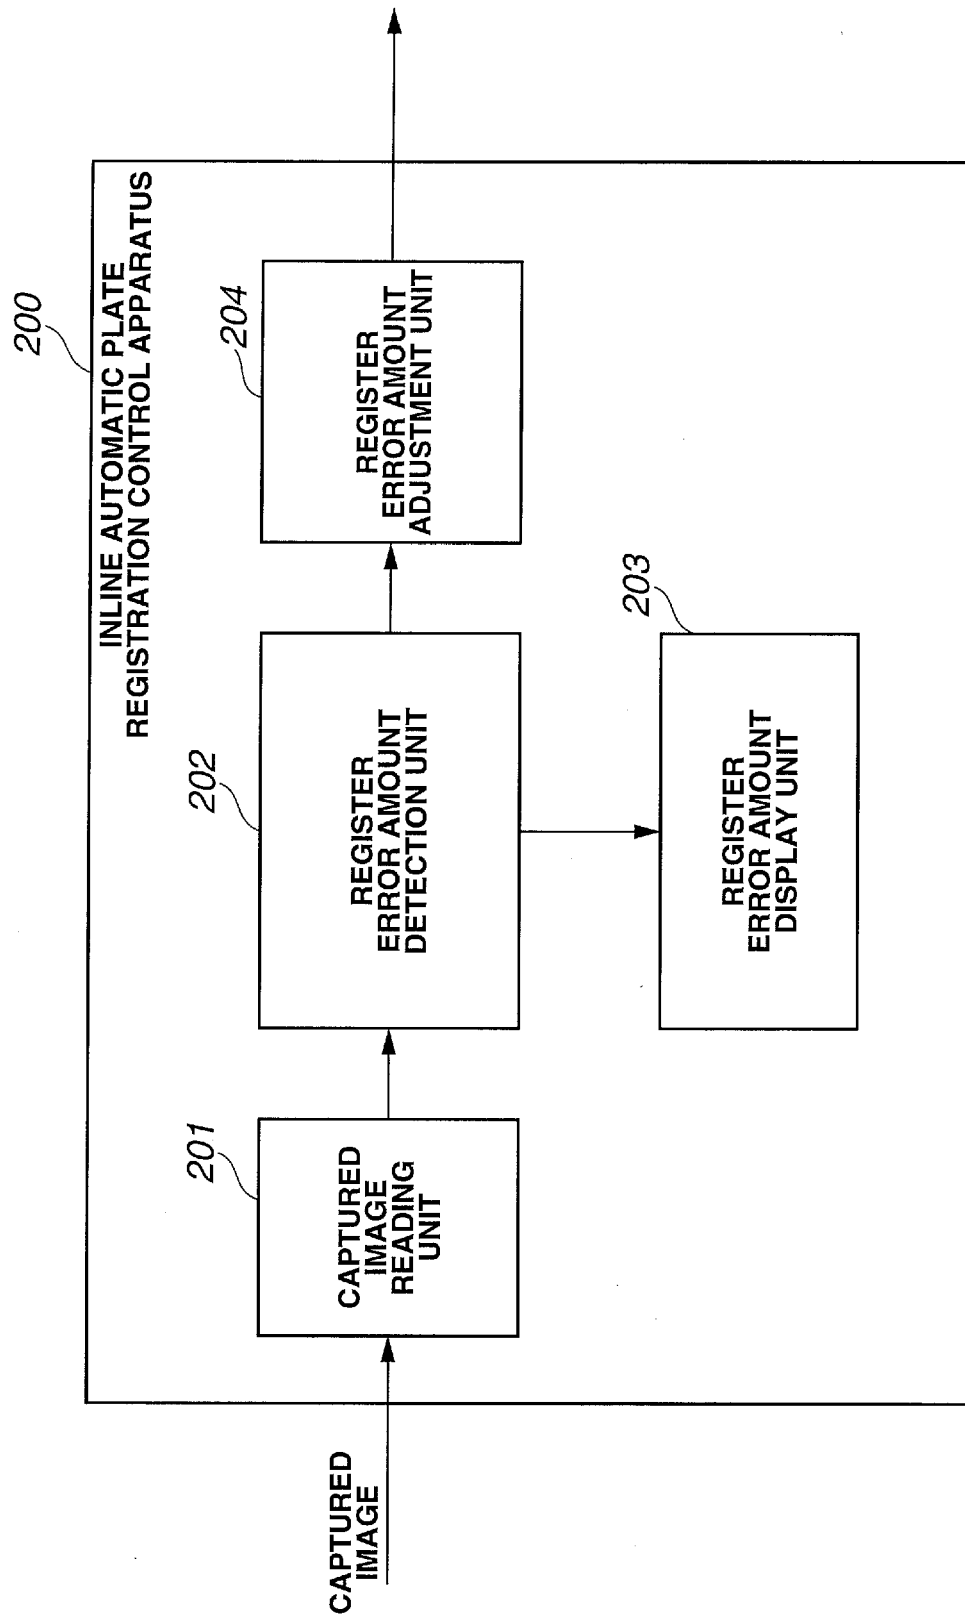 200
INLINE AUTOMATIC PLATE
REGISTRATION CONTROL APPARATUS
CAPTURED
IMAGE
201
CAPTURED
IMAGE
READING
UNIT
202
REGISTER
ERROR AMOUNT
DETECTION UNIT
204
REGISTER
ERROR AMOUNT
ADJUSTMENT UNIT
203
REGISTER
ERROR AMOUNT
DISPLAY UNIT